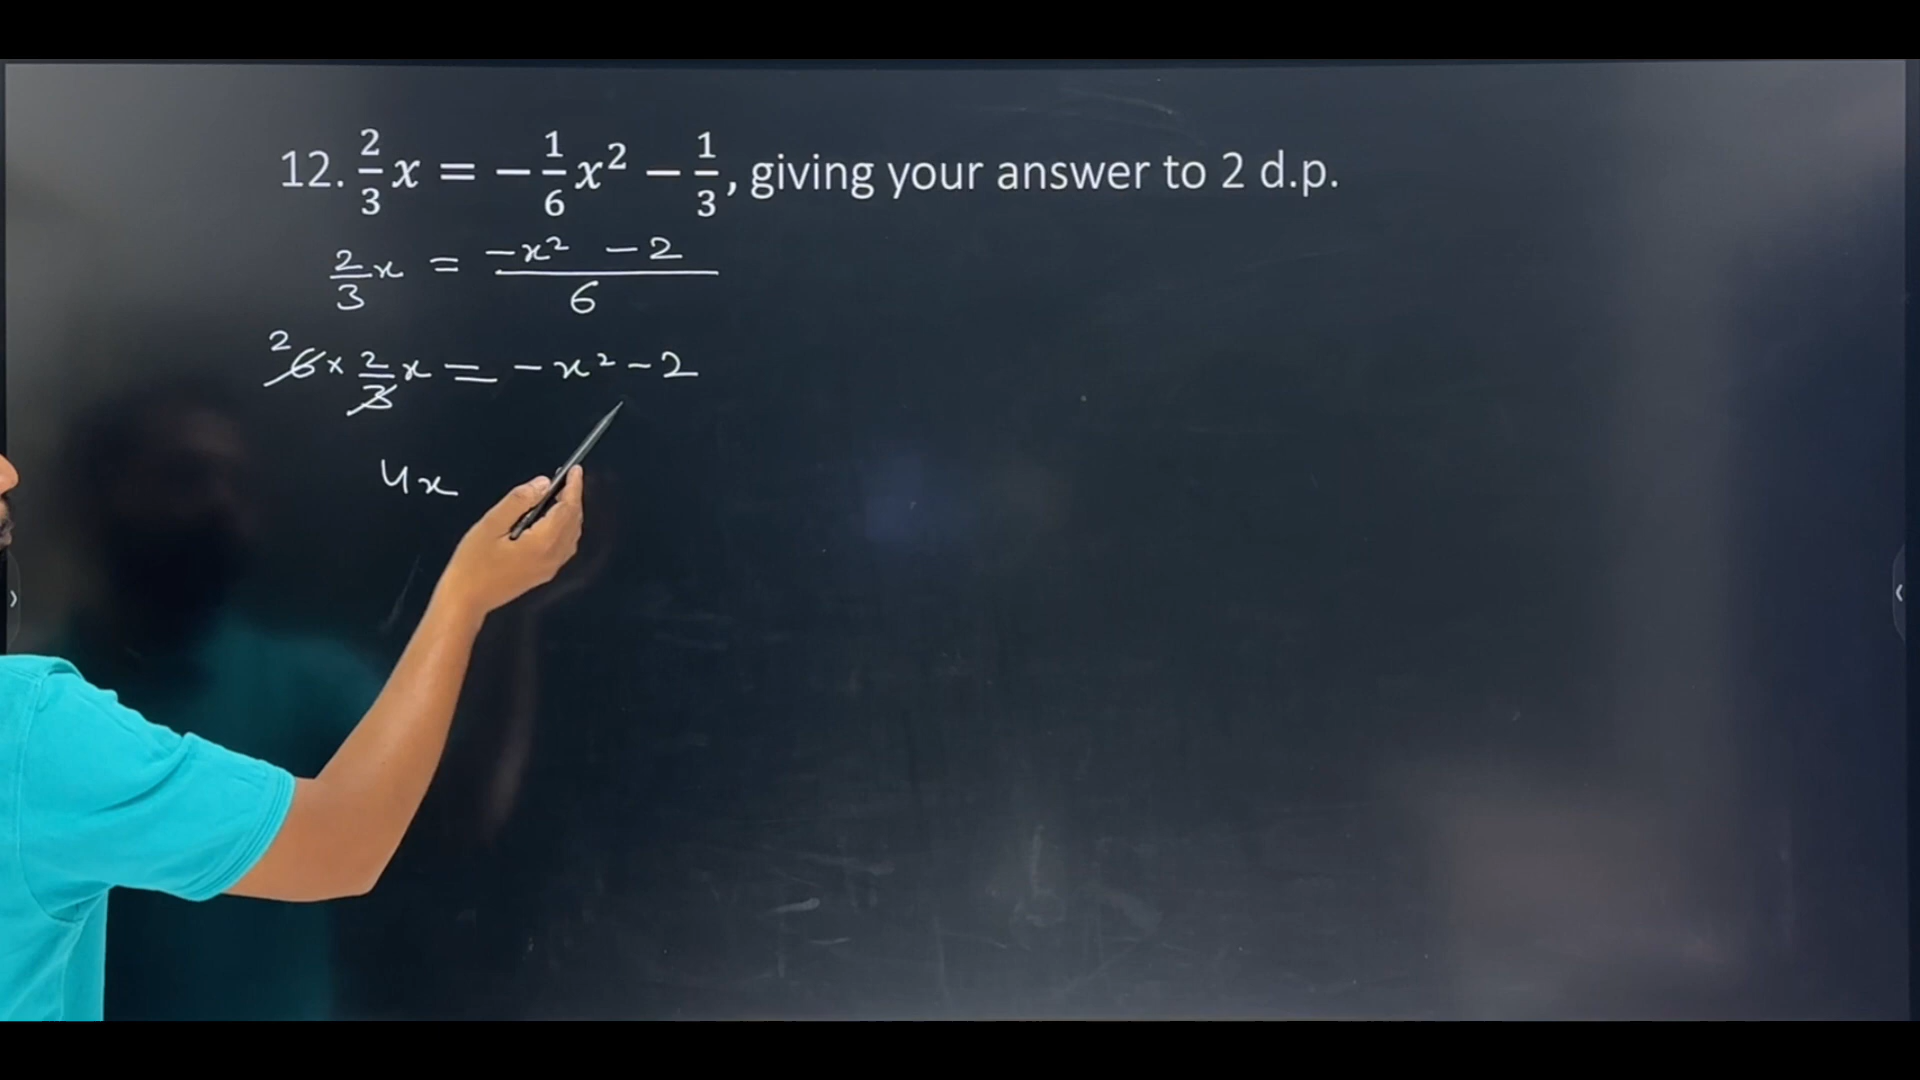 12. 2/3 x = −1/6 x² − 1/3, giving your answer to 2 d.p.
2/3 x = (−x² − 2)/6
2 6 × 2/3 x = −x² − 2
4x